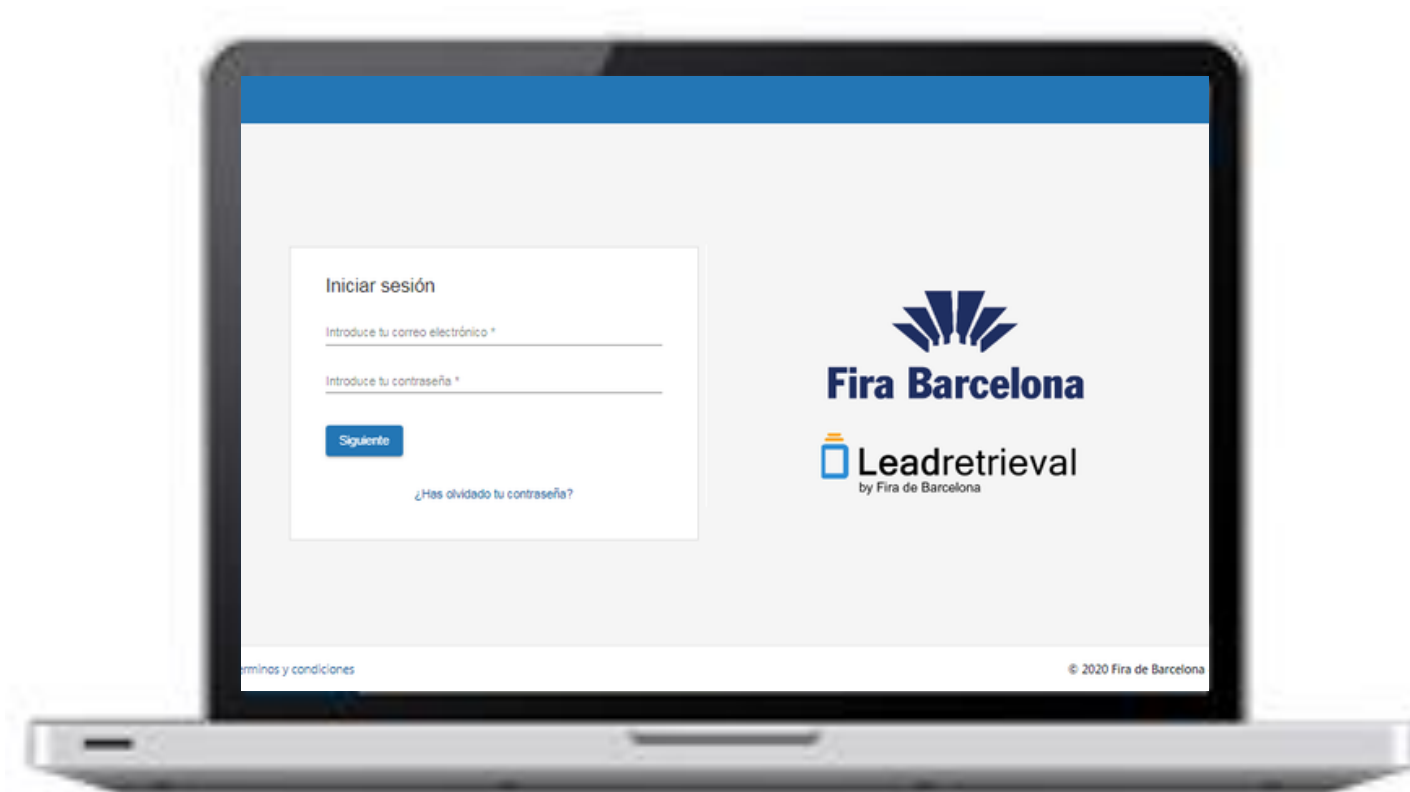 Iniciar sesión
Introduce tu correo electrónico *
Introduce tu contraseña *
Siguiente
¿Has olvidado tu contraseña?
Fira Barcelona
Leadretrieval
by Fira de Barcelona
erminos y condiciones
© 2020 Fira de Barcelona